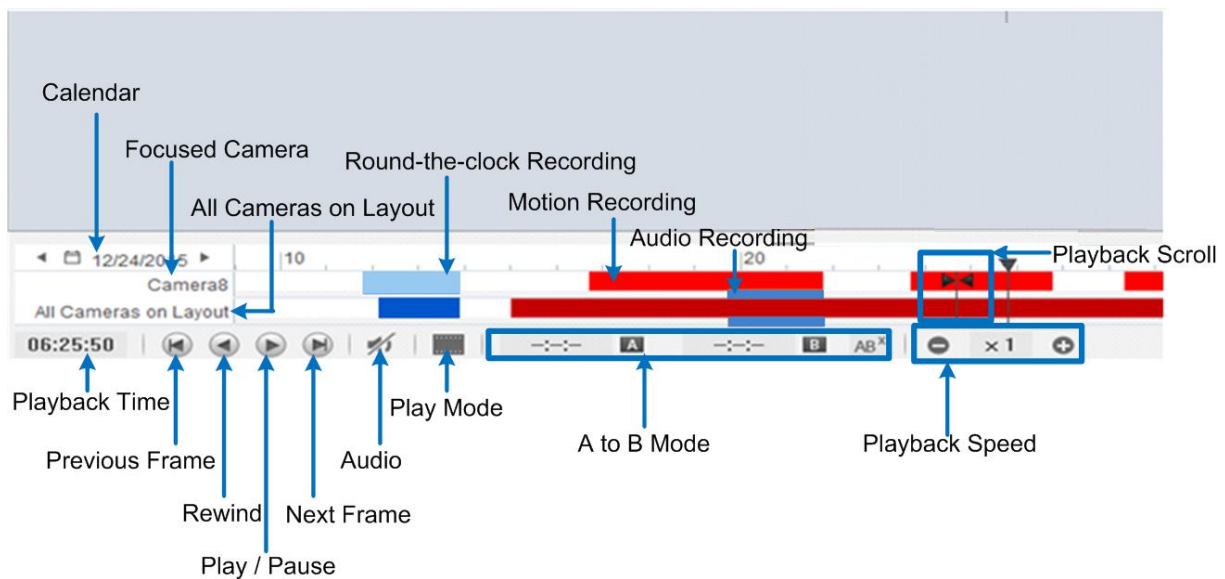 Calendar
Focused Camera
Round-the-clock Recording
All Cameras on Layout
Motion Recording
Audio Recording
Playback Scroll
12/24/2015
10
20
Camera8
All Cameras on Layout
06:25:50
-:-:-
A
-:-:-
B
AB x
x 1
Playback Time
Play Mode
A to B Mode
Playback Speed
Previous Frame
Audio
Rewind
Next Frame
Play / Pause